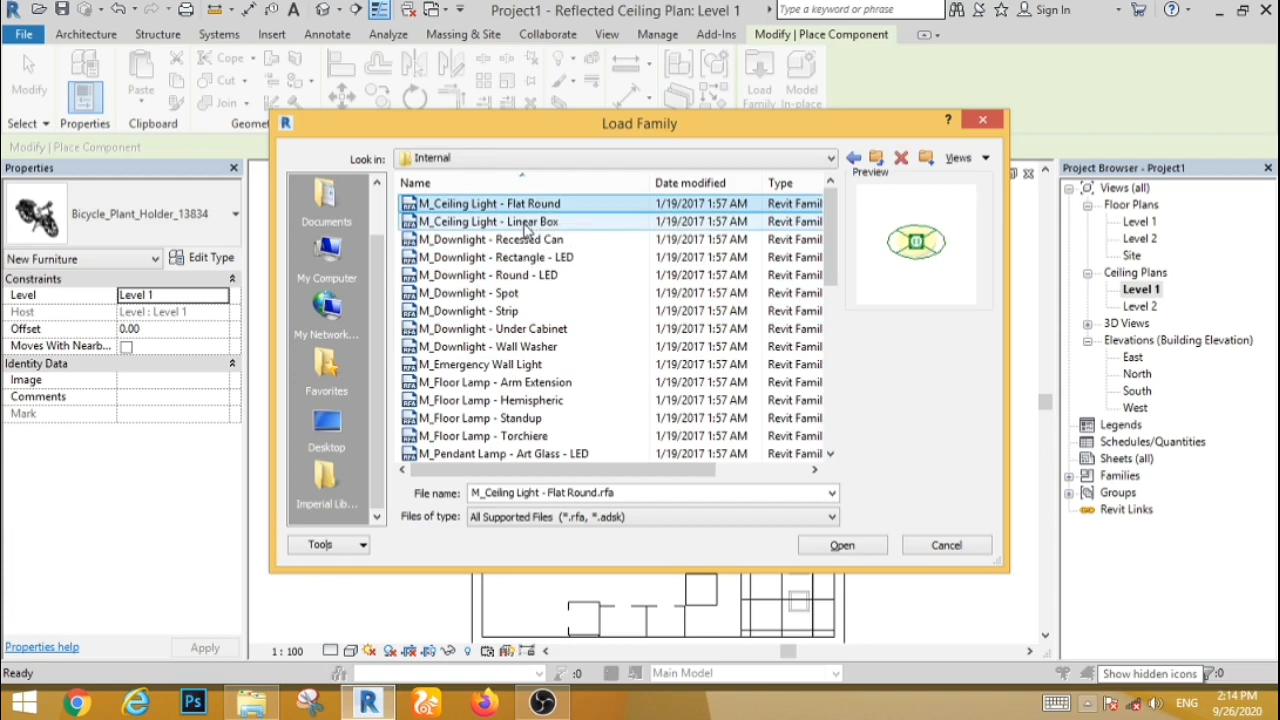 Project1 - Reflected Ceiling Plan: Level 1
Type a keyword or phrase
Sign In
File
Architecture
Structure
Systems
Insert
Annotate
Analyze
Massing & Site
Collaborate
View
Manage
Add-Ins
Modify | Place Component
Modify
Paste
Cope
Cut
Join
Load
Family
Model
In-place
Select
Properties
Clipboard
Geome
Modify | Place Component
Properties
Bicycle_Plant_Holder_13834
New Furniture
Edit Type
Constraints
Level
Level 1
Host
Level : Level 1
Offset
0.00
Moves With Nearb...
Identity Data
Image
Comments
Mark
Properties help
Apply
Load Family
Look in:
Internal
Views
Documents
My Computer
My Network...
Favorites
Desktop
Imperial Lib...
Name
Date modified
Type
M_Ceiling Light - Flat Round
1/19/2017 1:57 AM
Revit Famil
M_Ceiling Light - Linear Box
1/19/2017 1:57 AM
Revit Famil
M_Downlight - Recessed Can
1/19/2017 1:57 AM
Revit Famil
M_Downlight - Rectangle - LED
1/19/2017 1:57 AM
Revit Famil
M_Downlight - Round - LED
1/19/2017 1:57 AM
Revit Famil
M_Downlight - Spot
1/19/2017 1:57 AM
Revit Famil
M_Downlight - Strip
1/19/2017 1:57 AM
Revit Famil
M_Downlight - Under Cabinet
1/19/2017 1:57 AM
Revit Famil
M_Downlight - Wall Washer
1/19/2017 1:57 AM
Revit Famil
M_Emergency Wall Light
1/19/2017 1:57 AM
Revit Famil
M_Floor Lamp - Arm Extension
1/19/2017 1:57 AM
Revit Famil
M_Floor Lamp - Hemispheric
1/19/2017 1:57 AM
Revit Famil
M_Floor Lamp - Standup
1/19/2017 1:57 AM
Revit Famil
M_Floor Lamp - Torchiere
1/19/2017 1:57 AM
Revit Famil
M_Pendant Lamp - Art Glass - LED
1/19/2017 1:57 AM
Revit Famil
Preview
File name:
M_Ceiling Light - Flat Round.rfa
Files of type:
All Supported Files (*.rfa, *.adsk)
Tools
Open
Cancel
Project Browser - Project1
Views (all)
Floor Plans
Level 1
Level 2
Site
Ceiling Plans
Level 1
Level 2
3D Views
Elevations (Building Elevation)
East
North
South
West
Legends
Schedules/Quantities
Sheets (all)
Families
Groups
Revit Links
1 : 100
Ready
:0
Main Model
Show hidden icons
:0
ENG
2:14 PM
9/26/2020